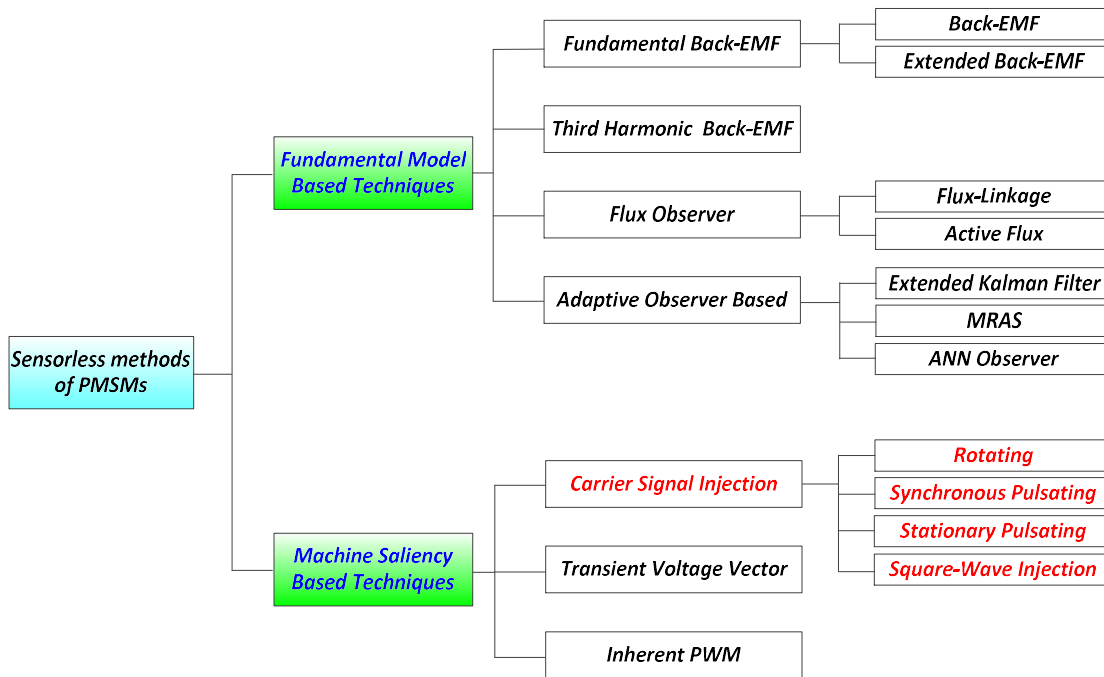 Sensorless methods
of PMSMs
Fundamental Model
Based Techniques
Fundamental Back-EMF
Back-EMF
Extended Back-EMF
Third Harmonic Back-EMF
Flux Observer
Flux-Linkage
Active Flux
Adaptive Observer Based
Extended Kalman Filter
MRAS
ANN Observer
Machine Saliency
Based Techniques
Carrier Signal Injection
Rotating
Synchronous Pulsating
Stationary Pulsating
Square-Wave Injection
Transient Voltage Vector
Inherent PWM